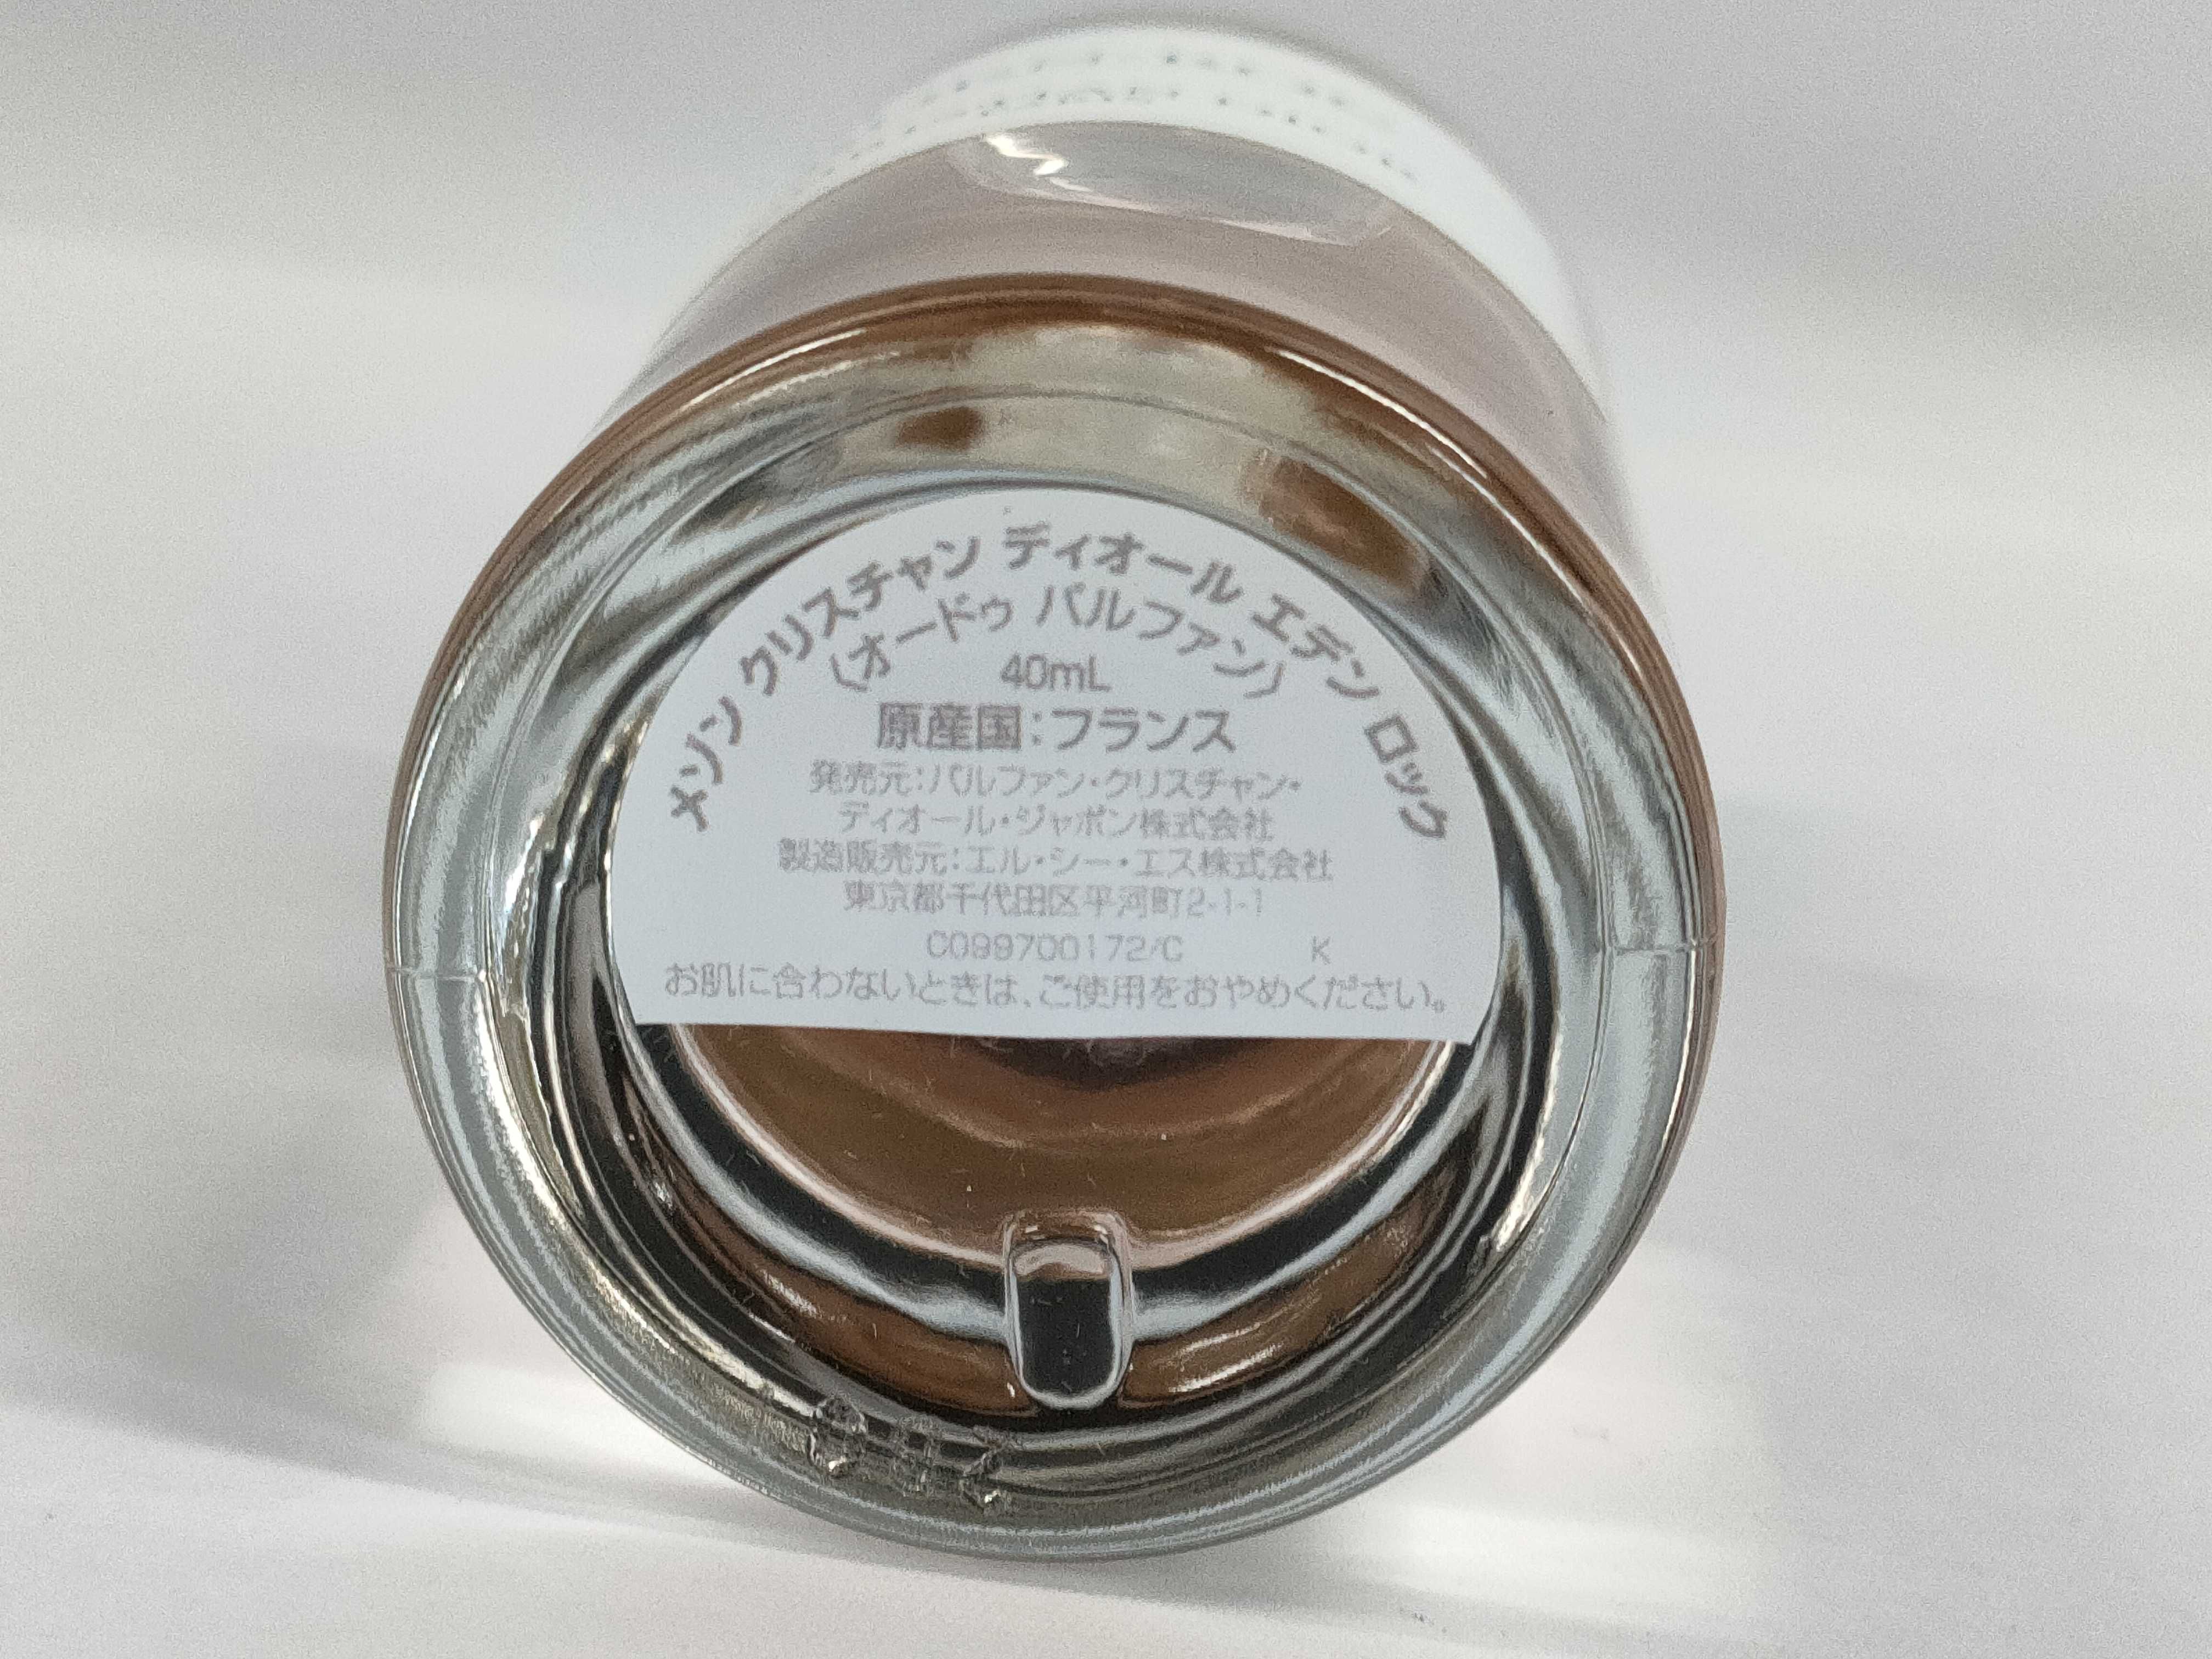 メゾン クリスチャン ディオール エデン ロック
(オードゥ パルファン)
40mL
原産国:フランス
発売元:パルファン・クリスチャン・
ディオール・ジャポン株式会社
製造販売元:エル・シー・エス株式会社
東京都千代田区平河町2-1-1
C099700172/C K
お肌に合わないときは、ご使用をおやめください。